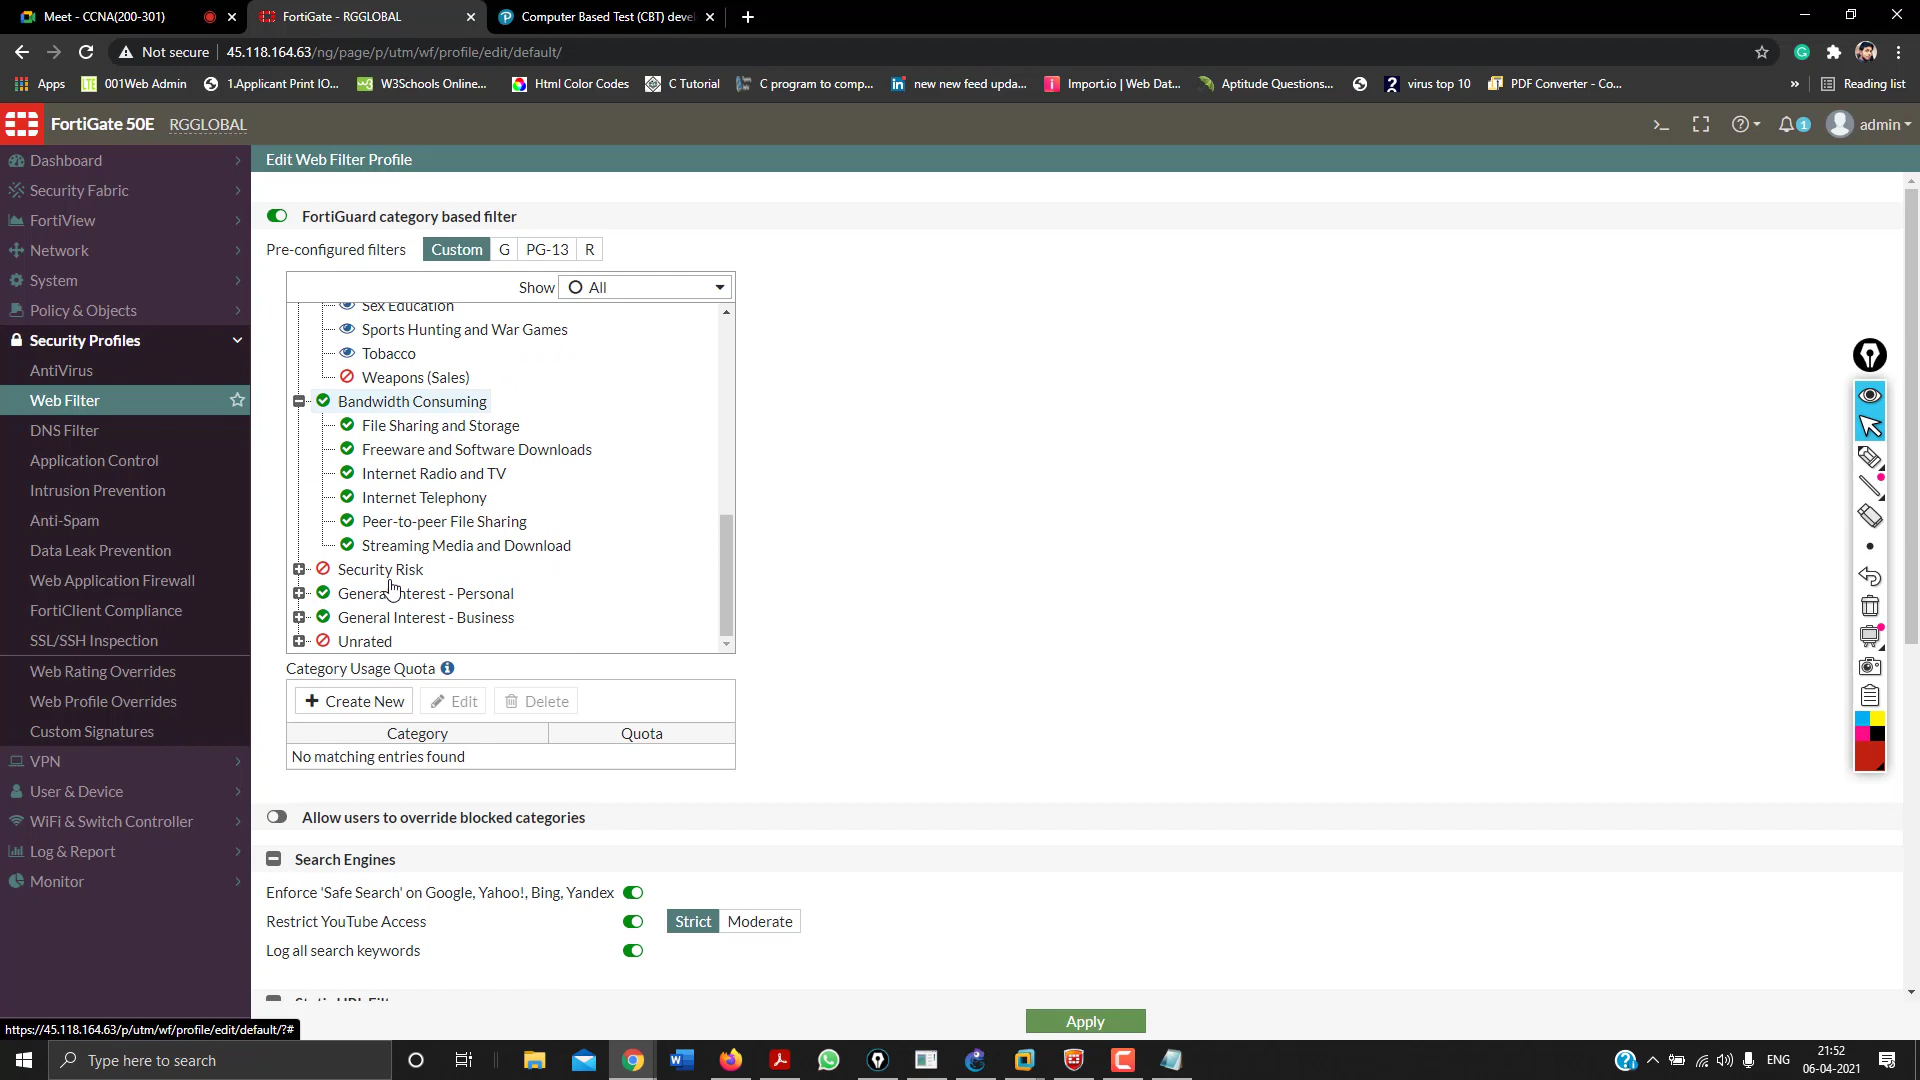 Meet - CCNA(200-301)
FortiGate - RGGLOBAL
Computer Based Test (CBT) deve
Not secure
45.118.164.63/ng/page/p/utm/wf/profile/edit/default/
Apps
001Web Admin
1.Applicant Print IO...
W3Schools Online...
Html Color Codes
C Tutorial
C program to comp...
new new feed upda...
Import.io | Web Dat...
Aptitude Questions...
virus top 10
PDF Converter - Co...
Reading list
FortiGate 50E RGGLOBAL
1
admin
Dashboard
Security Fabric
FortiView
Network
System
Policy & Objects
Security Profiles
AntiVirus
Web Filter
DNS Filter
Application Control
Intrusion Prevention
Anti-Spam
Data Leak Prevention
Web Application Firewall
FortiClient Compliance
SSL/SSH Inspection
Web Rating Overrides
Web Profile Overrides
Custom Signatures
VPN
User & Device
WiFi & Switch Controller
Log & Report
Monitor
Edit Web Filter Profile
FortiGuard category based filter
Pre-configured filters Custom G PG-13 R
Show All
Sex Education
Sports Hunting and War Games
Tobacco
Weapons (Sales)
Bandwidth Consuming
File Sharing and Storage
Freeware and Software Downloads
Internet Radio and TV
Internet Telephony
Peer-to-peer File Sharing
Streaming Media and Download
Security Risk
General Interest - Personal
General Interest - Business
Unrated
Category Usage Quota
Create New Edit Delete
Category Quota
No matching entries found
Allow users to override blocked categories
Search Engines
Enforce 'Safe Search' on Google, Yahoo!, Bing, Yandex
Restrict YouTube Access Strict Moderate
Log all search keywords
Apply
https://45.118.164.63/p/utm/wf/profile/edit/default/?#
Type here to search
ENG
21:52
06-04-2021